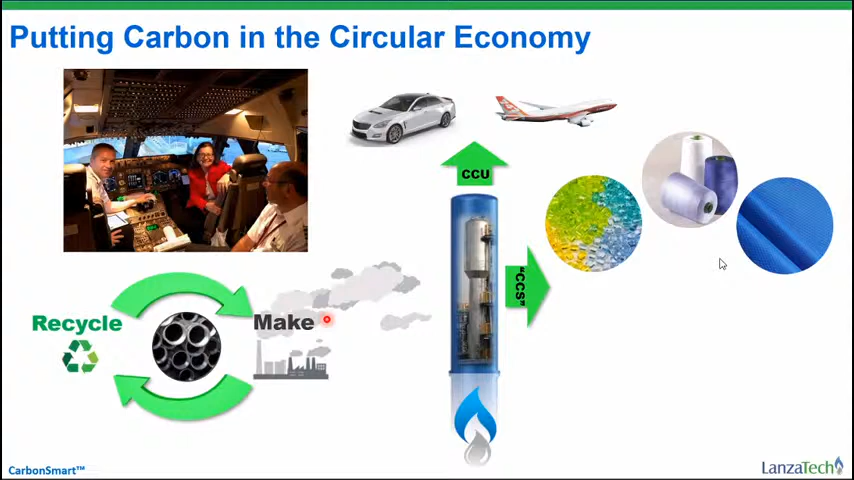 Putting Carbon in the Circular Economy
CCU
"CCS"
Recycle
Make
CarbonSmart™
LanzaTech